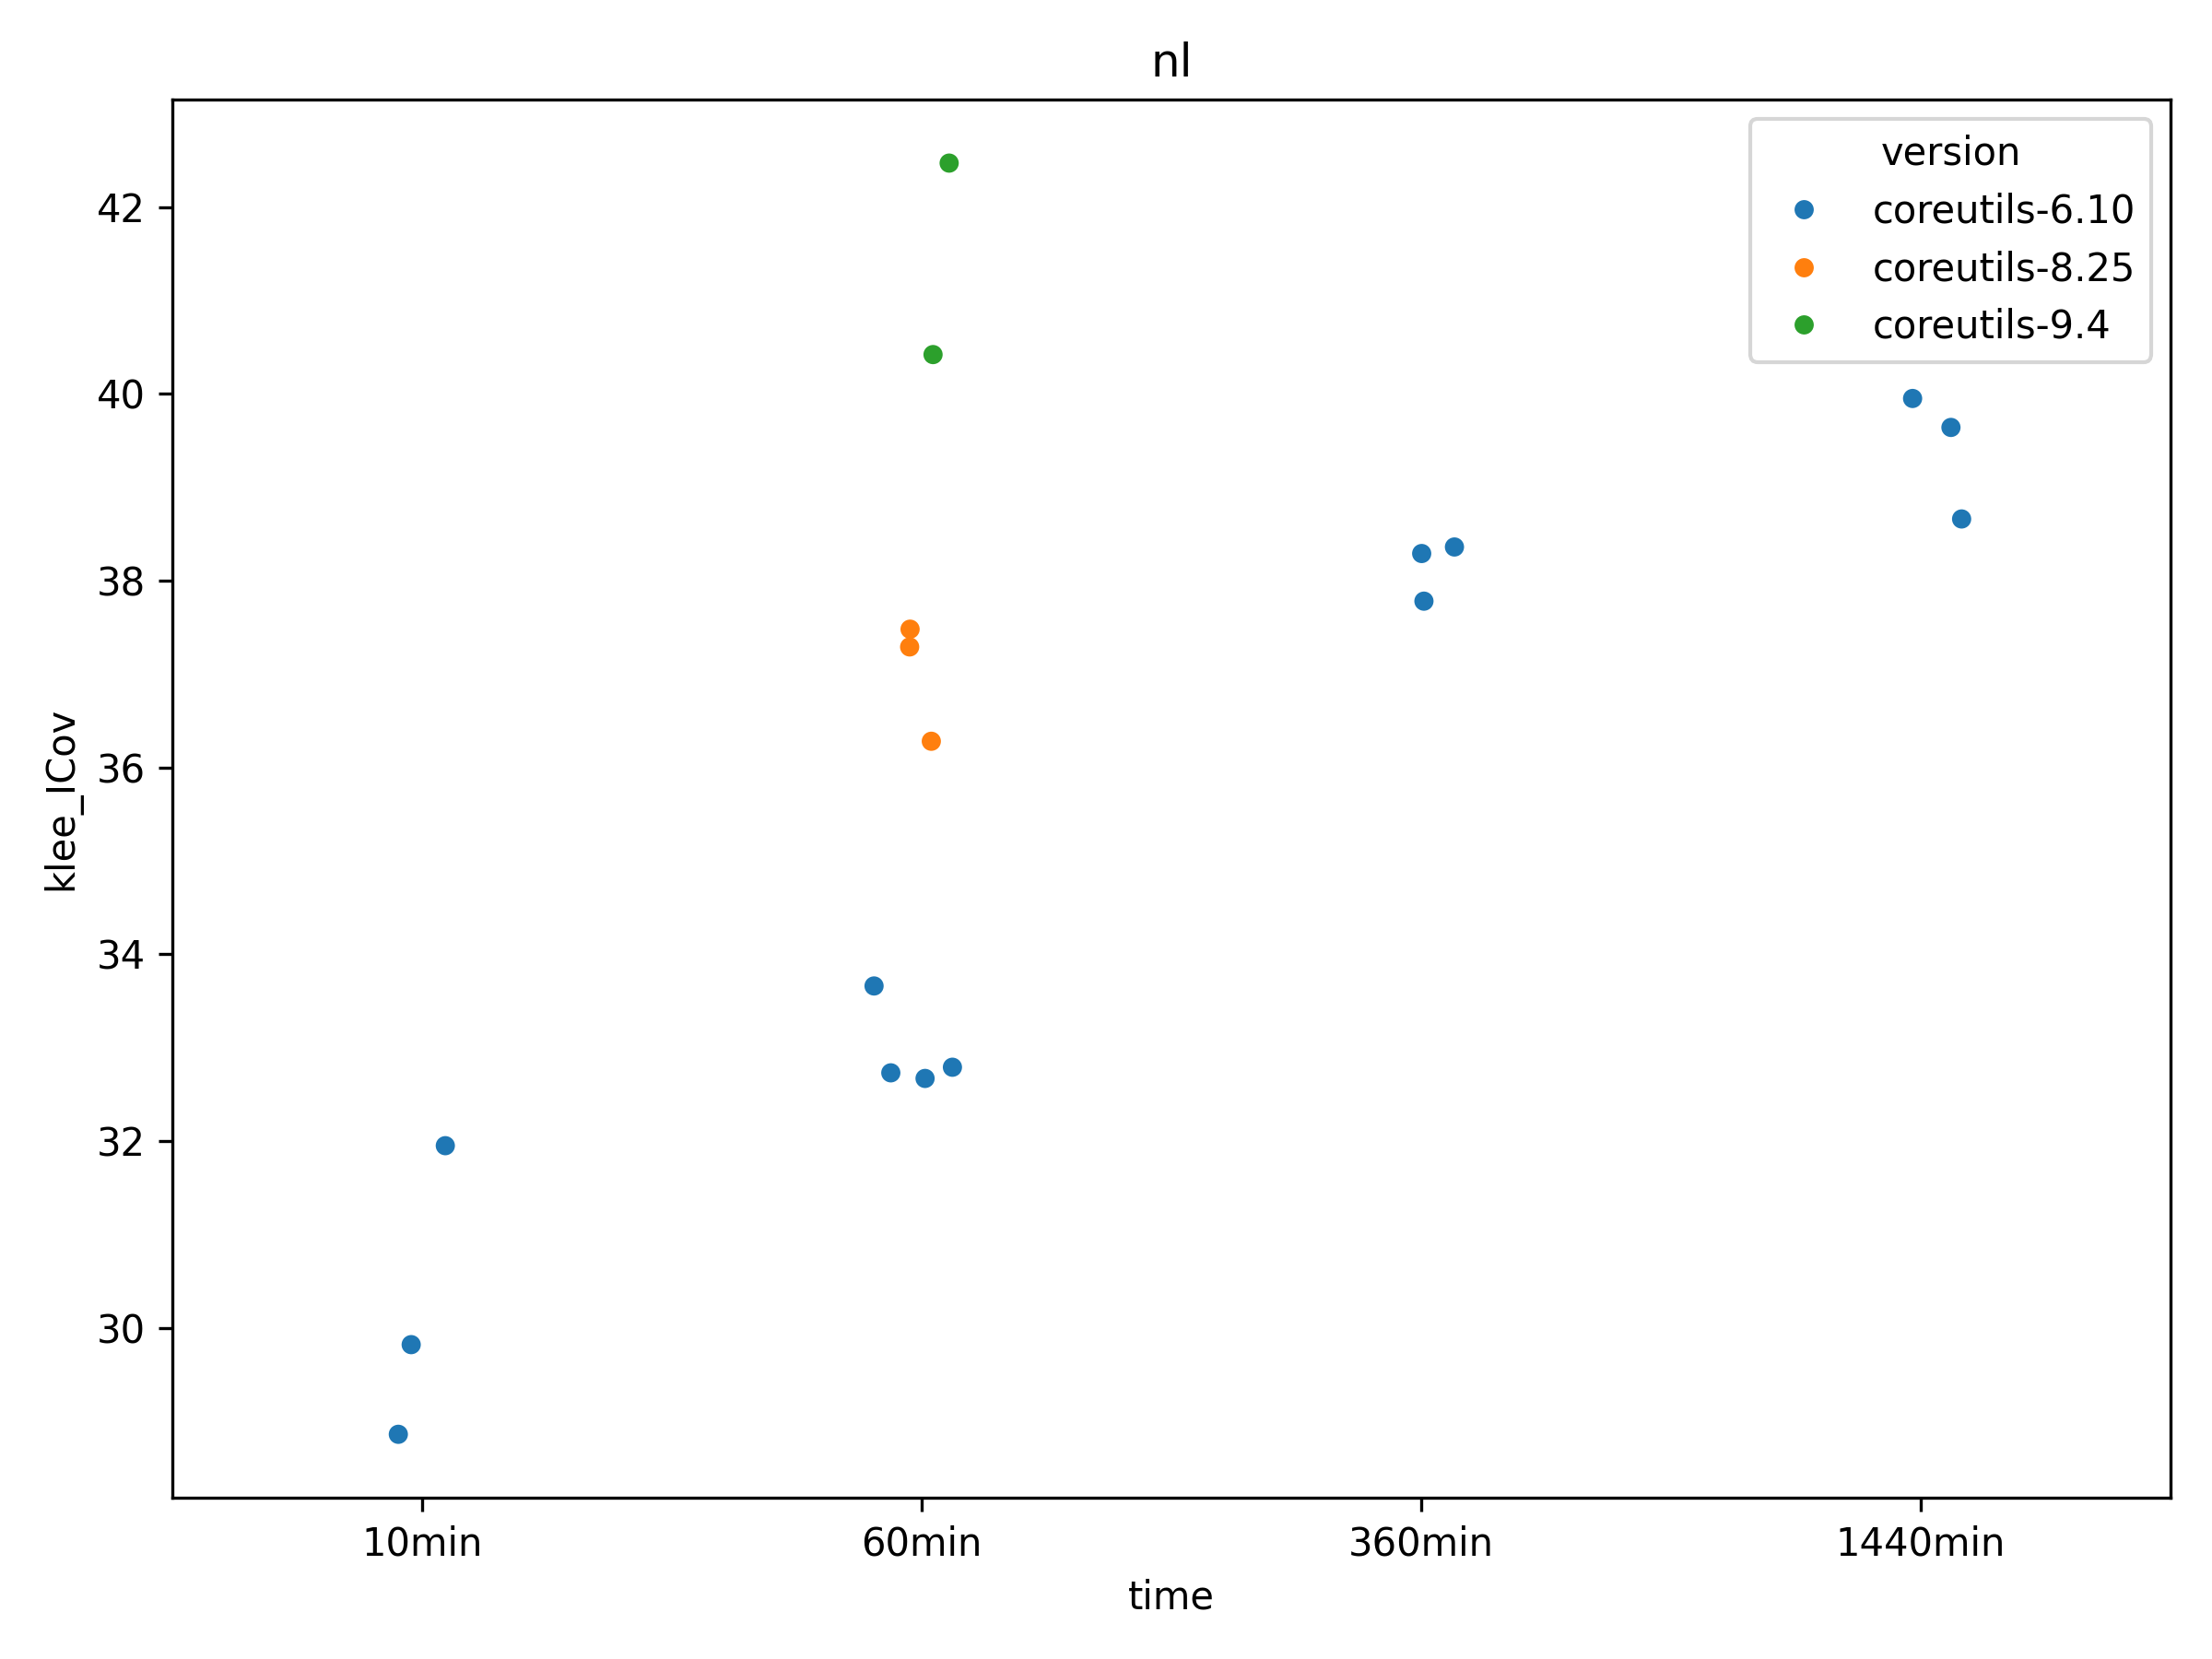 nl
version
coreutils-6.10
coreutils-8.25
coreutils-9.4
klee_ICov
42
40
38
36
34
32
30
10min
60min
360min
1440min
time